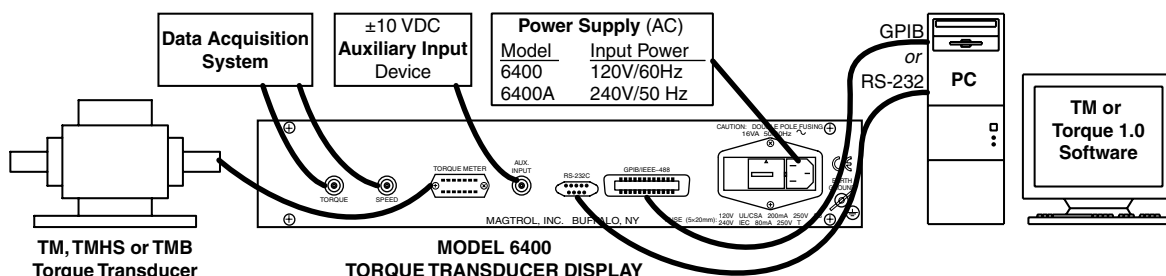 Data Acquisition
System
±10 VDC
Auxiliary Input
Device
Power Supply (AC)
Model Input Power
6400 120V/60Hz
6400A 240V/50 Hz
GPIB
or
RS-232
PC
TM or
Torque 1.0
Software
CAUTION: DOUBLE POLE FUSING
16VA 50/60Hz
TORQUE
SPEED
TORQUE METER
AUX.
INPUT
RS-232C
GPIB/IEEE-488
EARTH
GROUND
MAGTROL, INC. BUFFALO, NY
(5×20mm): 120V UL/CSA 200mA 250V
240V IEC 80mA 250V T
TM, TMHS or TMB
Torque Transducer
MODEL 6400
TORQUE TRANSDUCER DISPLAY